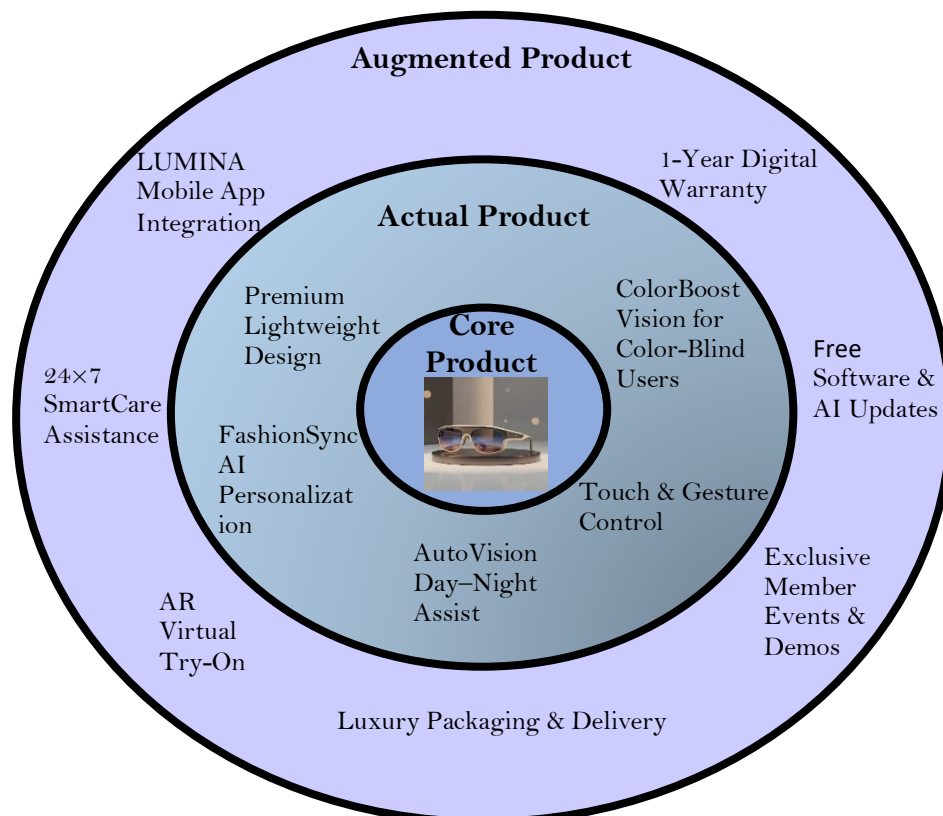 Augmented Product
LUMINA
Mobile App
Integration
1-Year Digital
Warranty
Actual Product
Premium
Lightweight
Design
ColorBoost
Vision for
Color-Blind
Users
Core
Product
Free
Software &
AI Updates
24×7
SmartCare
Assistance
FashionSync
AI
Personalizat
ion
Touch & Gesture
Control
AutoVision
Day–Night
Assist
Exclusive
Member
Events &
Demos
AR
Virtual
Try-On
Luxury Packaging & Delivery